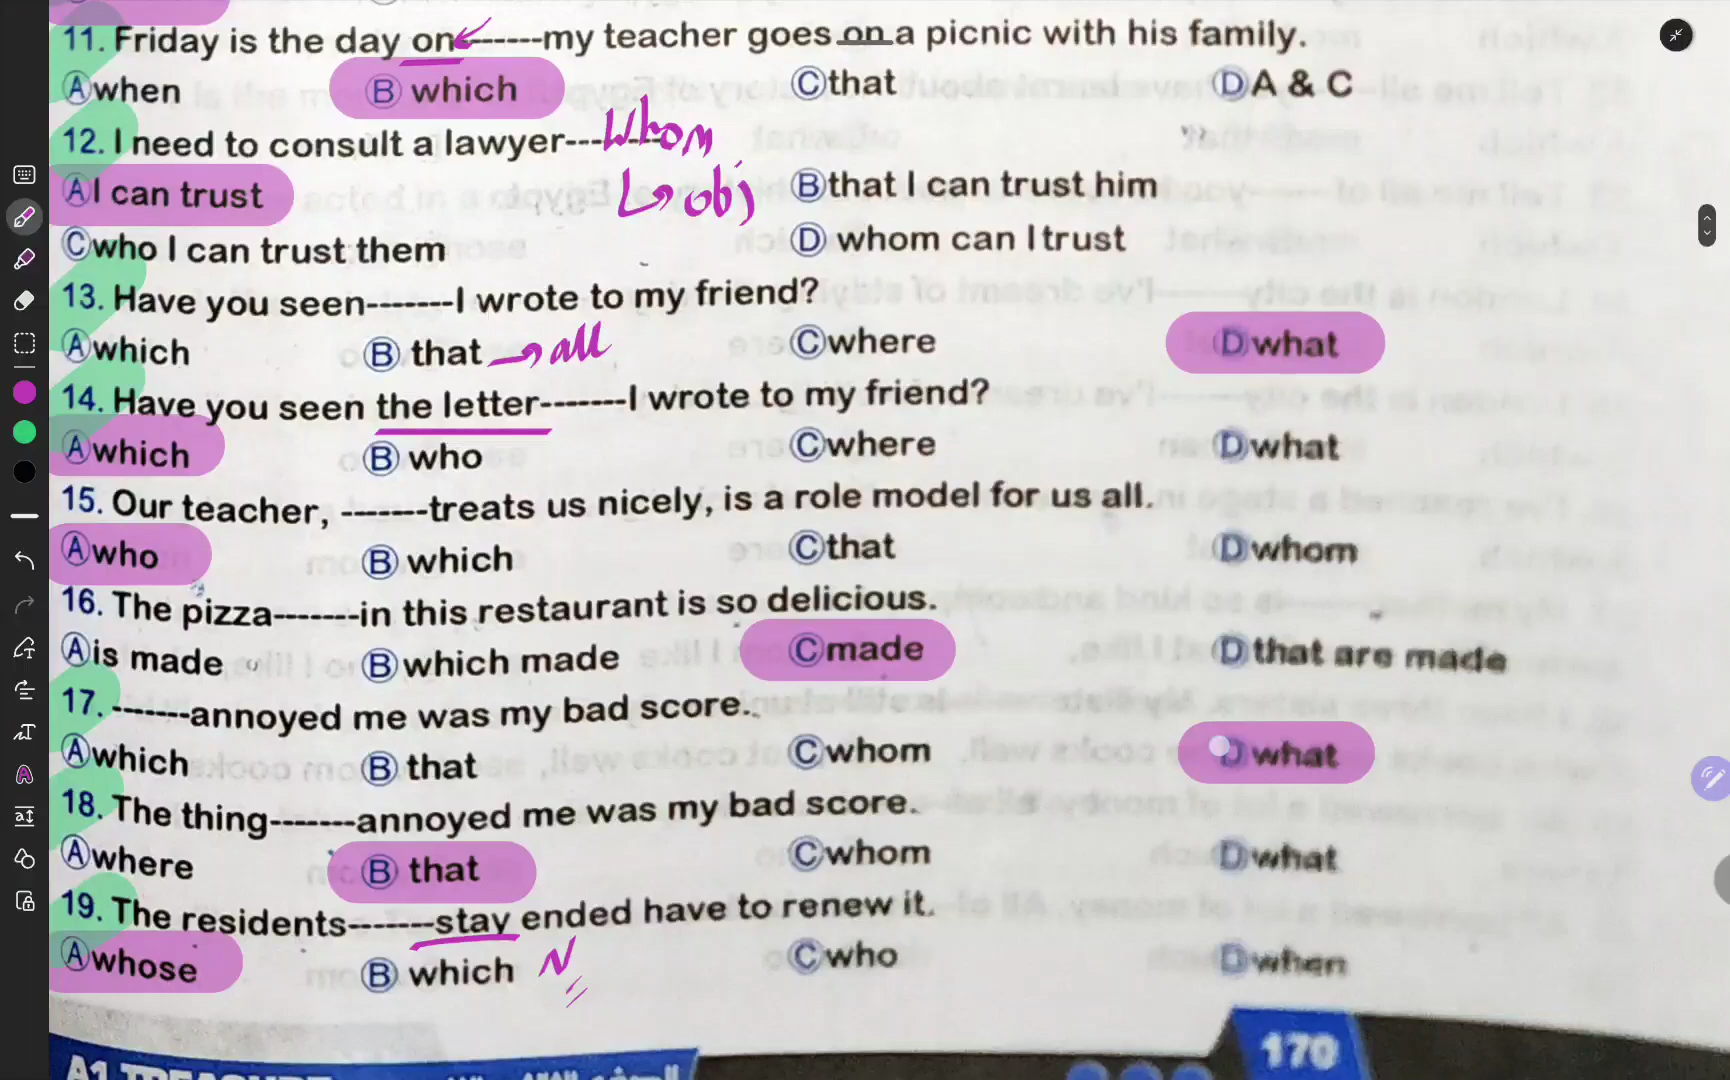 11. Friday is the day on-------my teacher goes on a picnic with his family.
A when B which C that D A & C
12. I need to consult a lawyer-------- Whom
A I can trust ↳ obj B that I can trust him
C who I can trust them D whom can I trust
13. Have you seen-------I wrote to my friend?
A which B that → all C where D what
14. Have you seen the letter-------I wrote to my friend?
A which B who C where D what
15. Our teacher, -------treats us nicely, is a role model for us all.
A who B which C that D whom
16. The pizza-------in this restaurant is so delicious.
A is made B which made C made D that are made
17. -------annoyed me was my bad score.
A which B that C whom D what
18. The thing-------annoyed me was my bad score.
A where B that C whom D what
19. The residents-------stay ended have to renew it.
A whose B which N C who D when
170